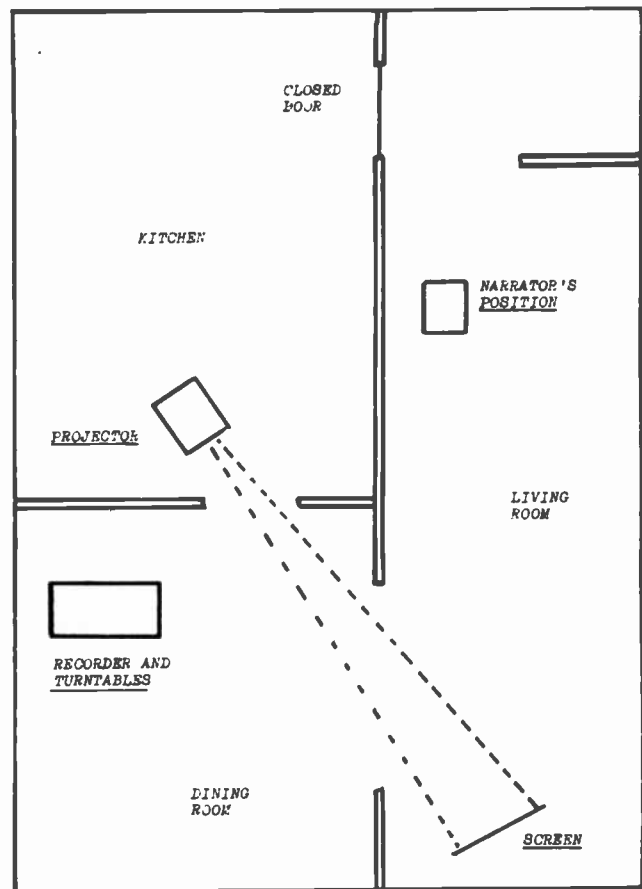 CLOSED
DOOR
KITCHEN
NARRATOR'S
POSITION
PROJECTOR
LIVING
ROOM
RECORDER AND
TURNTABLES
DINING
ROOM
SCREEN